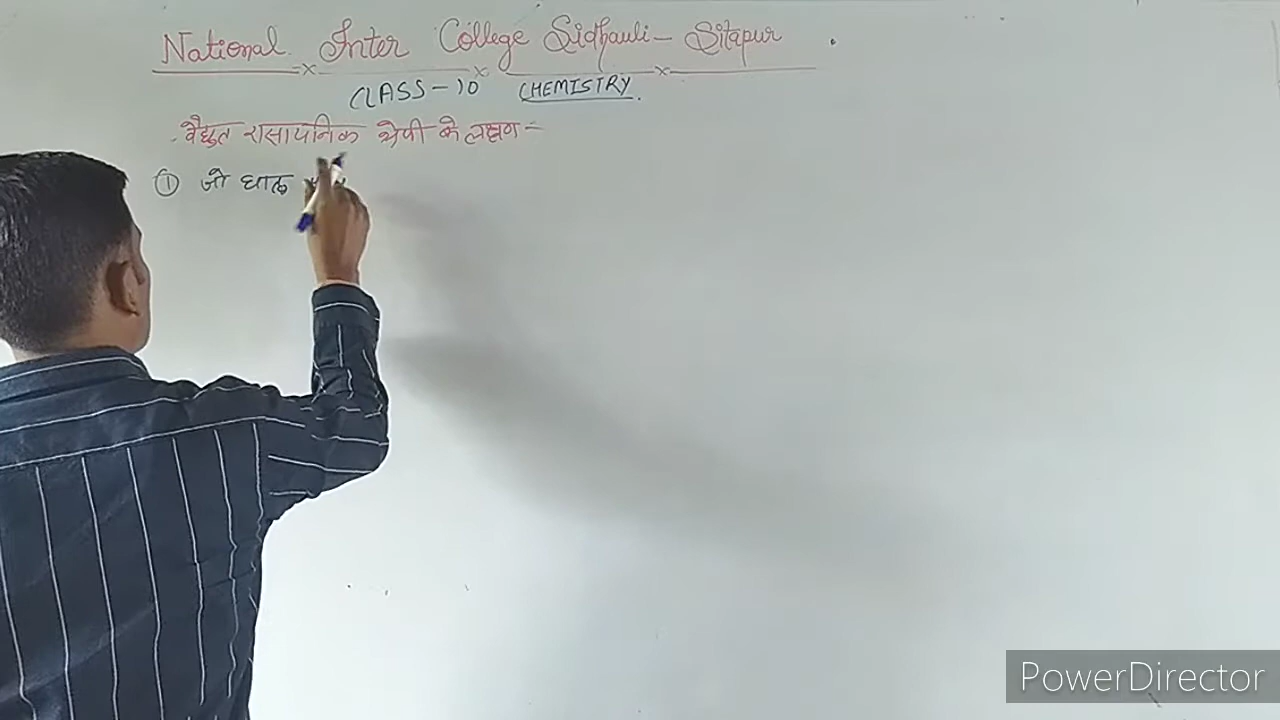 National Inter College Sidhauli - Sitapur
CLASS - 10 CHEMISTRY
वैद्युत रासायनिक श्रेणी के लक्षण -
① जो धातु
PowerDirector